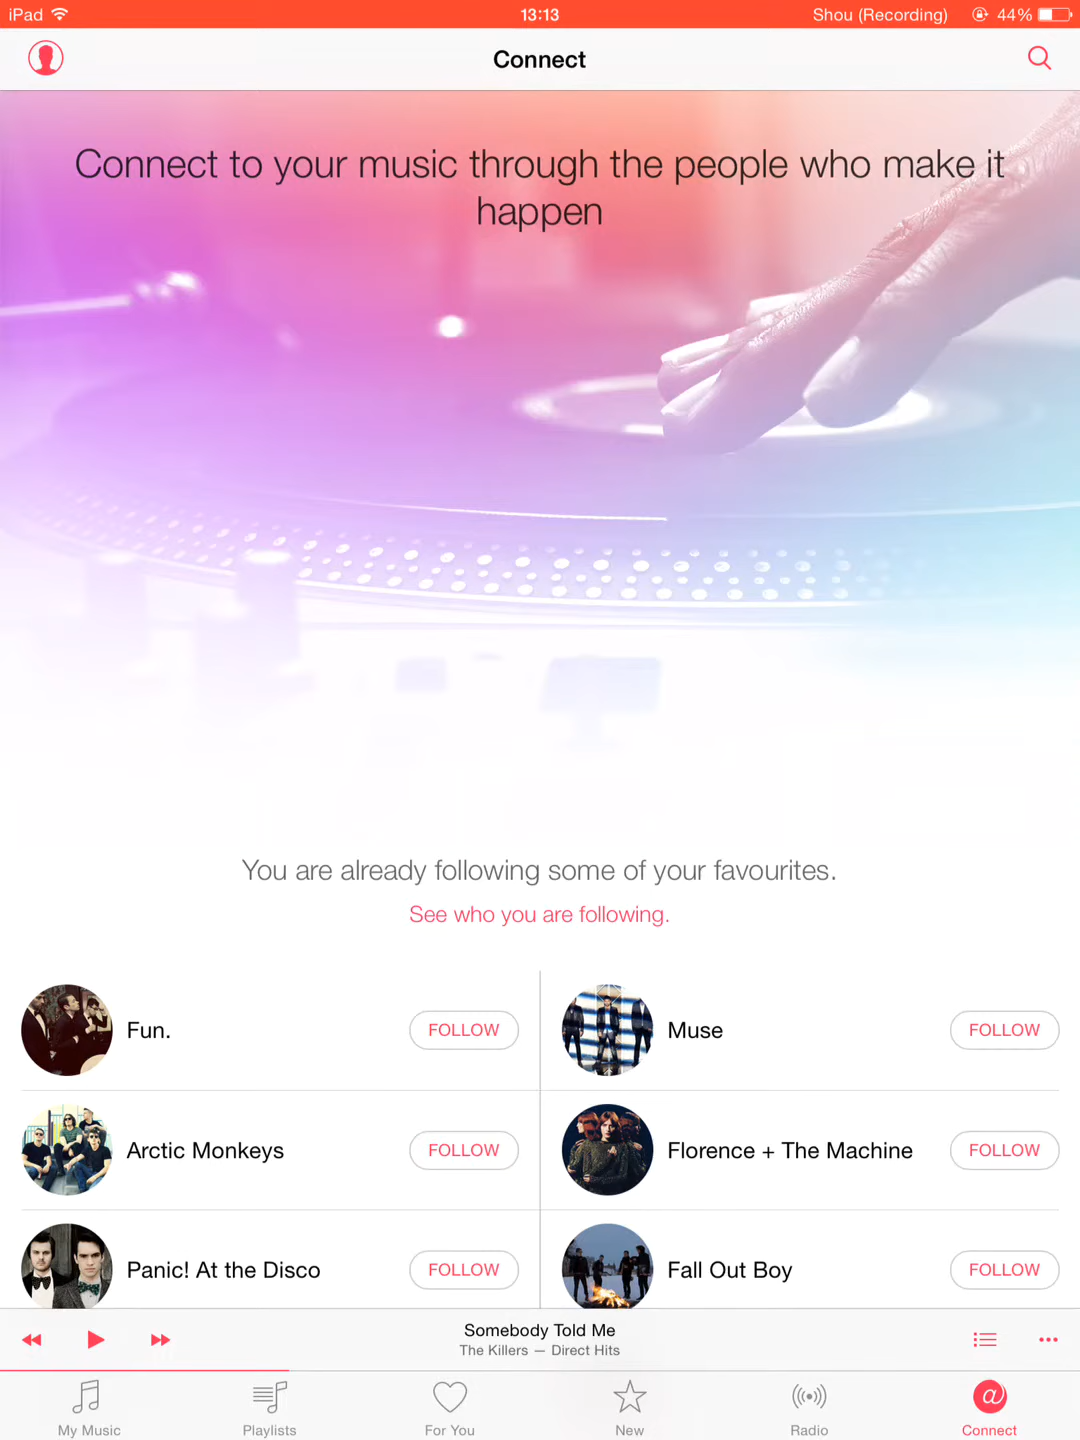 iPad 13:13 Shou (Recording) 44%
Connect
Connect to your music through the people who make it
happen
You are already following some of your favourites.
See who you are following.
Fun. FOLLOW Muse FOLLOW
Arctic Monkeys FOLLOW Florence + The Machine FOLLOW
Panic! At the Disco FOLLOW Fall Out Boy FOLLOW
Somebody Told Me
The Killers — Direct Hits
My Music Playlists For You New Radio Connect